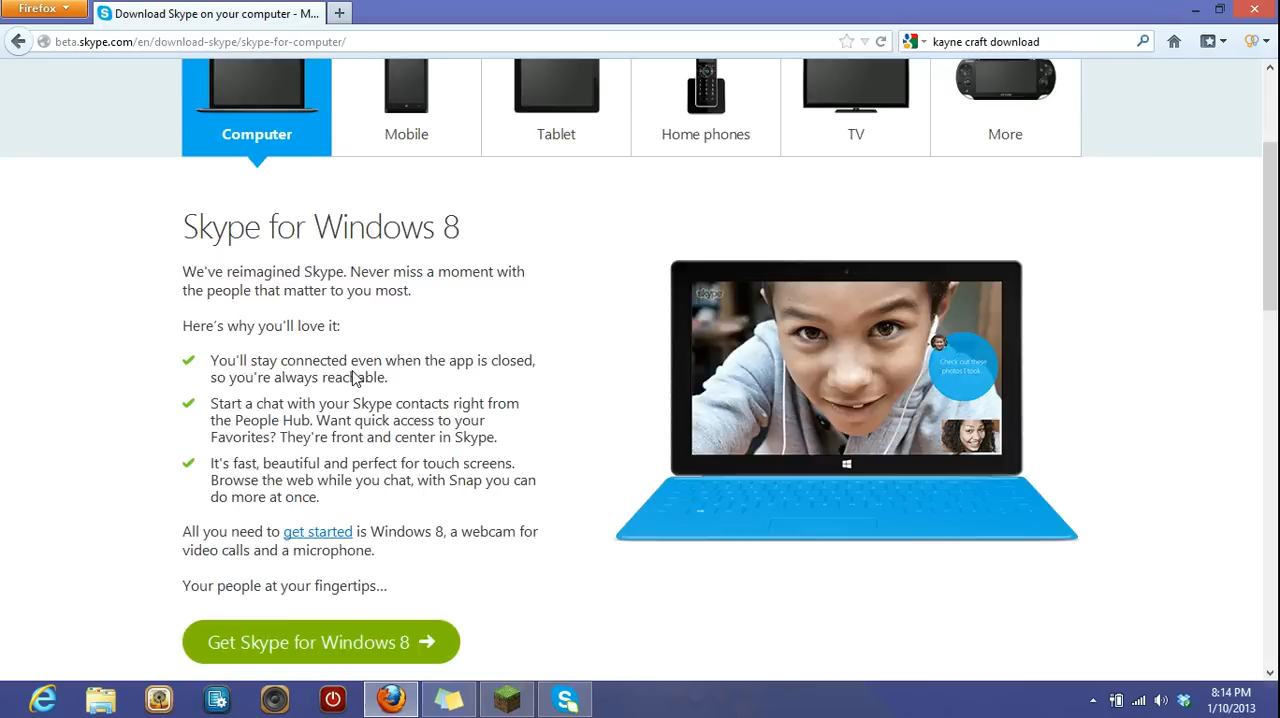 Firefox
Download Skype on your computer - M...
beta.skype.com/en/download-skype/skype-for-computer/
kayne craft download
Computer
Mobile
Tablet
Home phones
TV
More
Skype for Windows 8
We've reimagined Skype. Never miss a moment with
the people that matter to you most.
Here's why you'll love it:
You'll stay connected even when the app is closed,
so you're always reachable.
Start a chat with your Skype contacts right from
the People Hub. Want quick access to your
Favorites? They're front and center in Skype.
It's fast, beautiful and perfect for touch screens.
Browse the web while you chat, with Snap you can
do more at once.
All you need to get started is Windows 8, a webcam for
video calls and a microphone.
Your people at your fingertips...
Get Skype for Windows 8
skype
Check out these
photos I took.
8:14 PM
1/10/2013